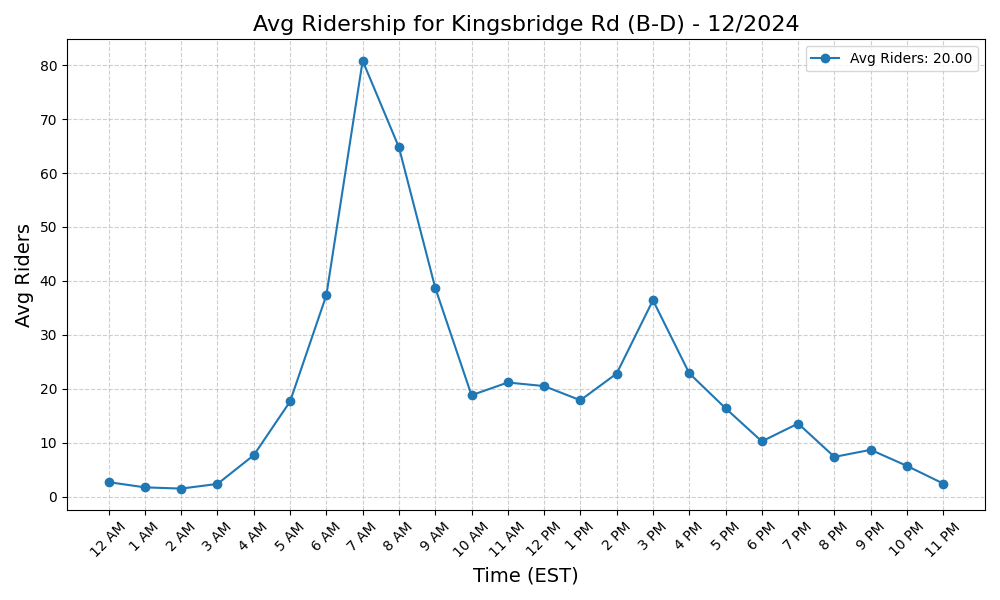 Avg Ridership for Kingsbridge Rd (B-D) - 12/2024
Avg Riders: 20.00
Avg Riders
80
70
60
50
40
30
20
10
0
12 AM
1 AM
2 AM
3 AM
4 AM
5 AM
6 AM
7 AM
8 AM
9 AM
10 AM
11 AM
12 PM
1 PM
2 PM
3 PM
4 PM
5 PM
6 PM
7 PM
8 PM
9 PM
10 PM
11 PM
Time (EST)